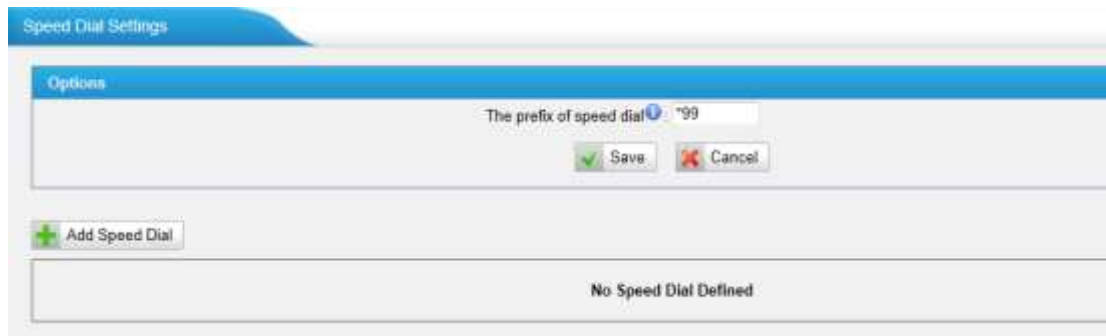 Speed Dial Settings
Options
The prefix of speed dial : *99
Save Cancel
Add Speed Dial
No Speed Dial Defined